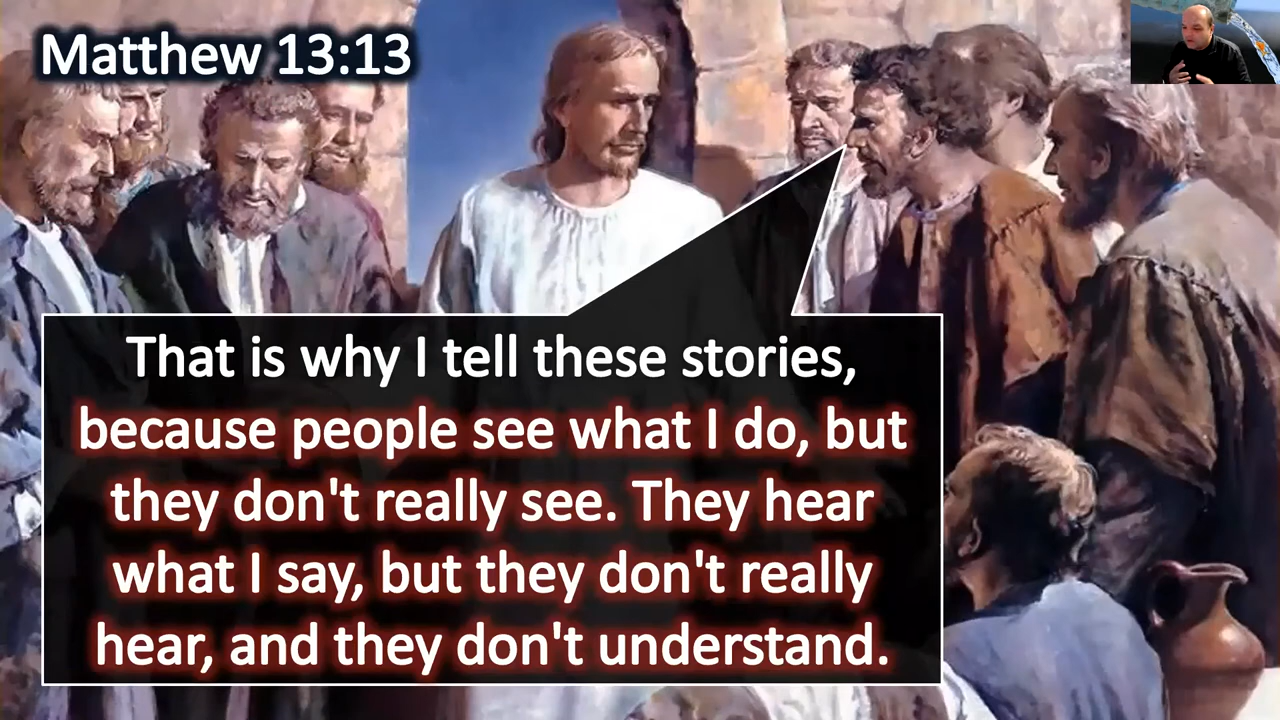 Matthew 13:13
That is why I tell these stories,
because people see what I do, but
they don't really see. They hear
what I say, but they don't really
hear, and they don't understand.